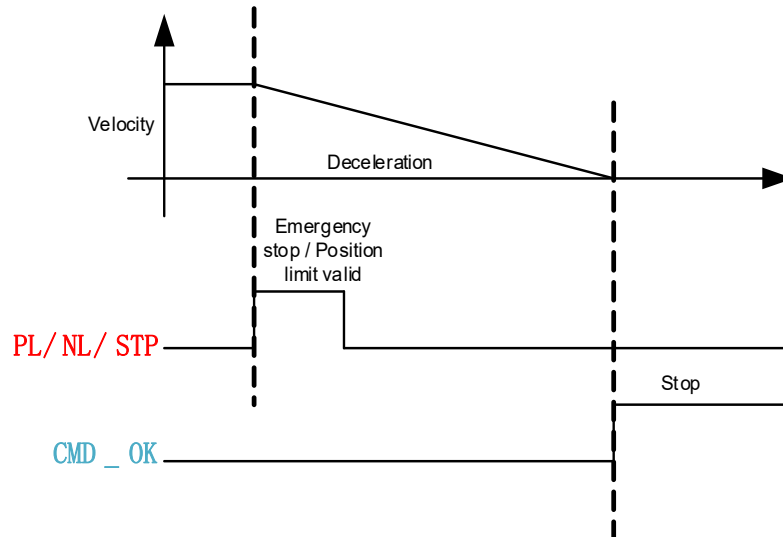 Velocity
Deceleration
Emergency
stop / Position
limit valid
PL/ NL/ STP
Stop
CMD _ OK